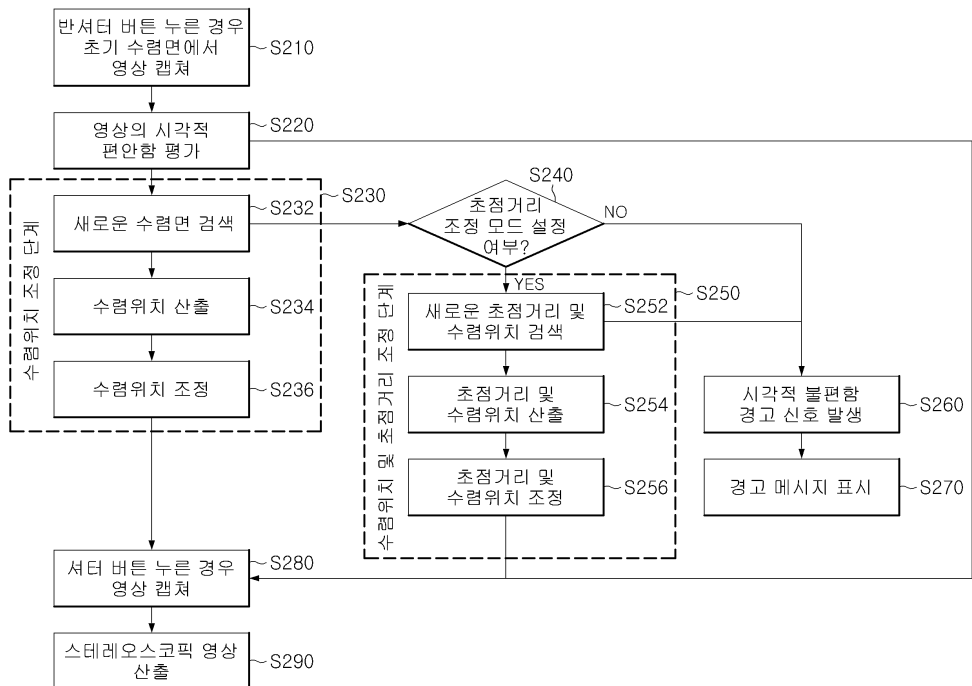 반셔터 버튼 누른 경우
초기 수렴면에서
영상 캡쳐
S210
영상의 시각적
편안함 평가
S220
수렴위치 조정 단계
S230
새로운 수렴면 검색
S232
수렴위치 산출
S234
수렴위치 조정
S236
S240
초점거리
조정 모드 설정
여부?
NO
YES
수렴위치 및 초점거리 조정 단계
S250
새로운 초점거리 및
수렴위치 검색
S252
초점거리 및
수렴위치 산출
S254
초점거리 및
수렴위치 조정
S256
시각적 불편함
경고 신호 발생
S260
경고 메시지 표시
S270
셔터 버튼 누른 경우
영상 캡쳐
S280
스테레오스코픽 영상
산출
S290